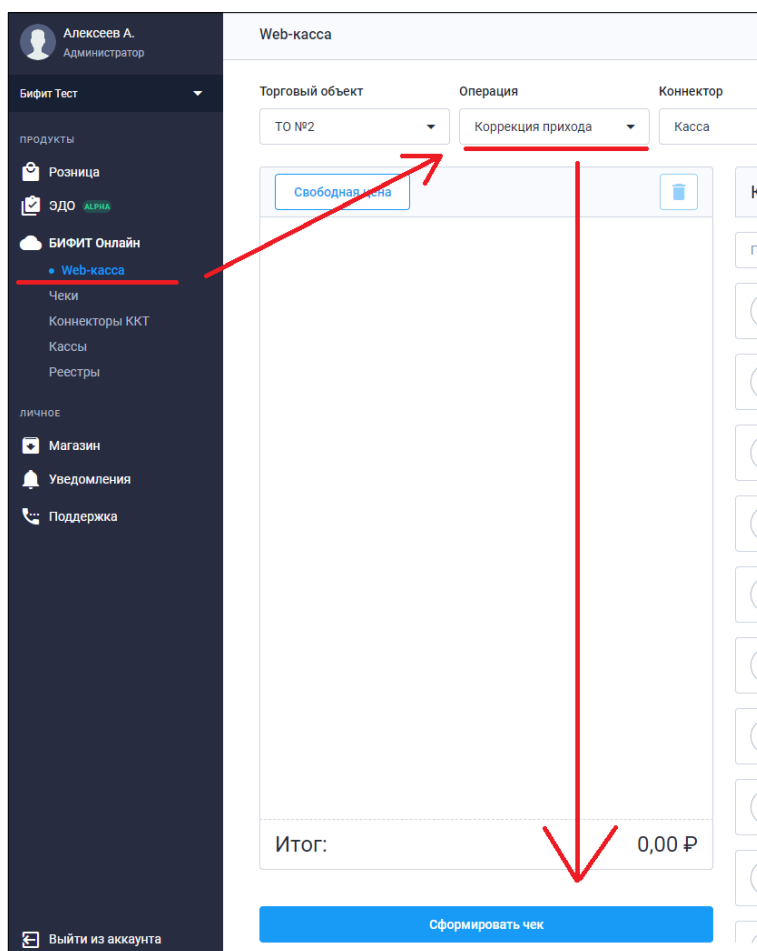 Алексеев А.
Администратор
Бифит Тест
ПРОДУКТЫ
Розница
ЭДО ALPHA
БИФИТ Онлайн
Web-касса
Чеки
Коннекторы ККТ
Кассы
Реестры
ЛИЧНОЕ
Магазин
Уведомления
Поддержка
Выйти из аккаунта
Web-касса
Торговый объект
Операция
Коннектор
ТО №2
Коррекция прихода
Касса
Свободная цена
Итог:
0,00 ₽
Сформировать чек